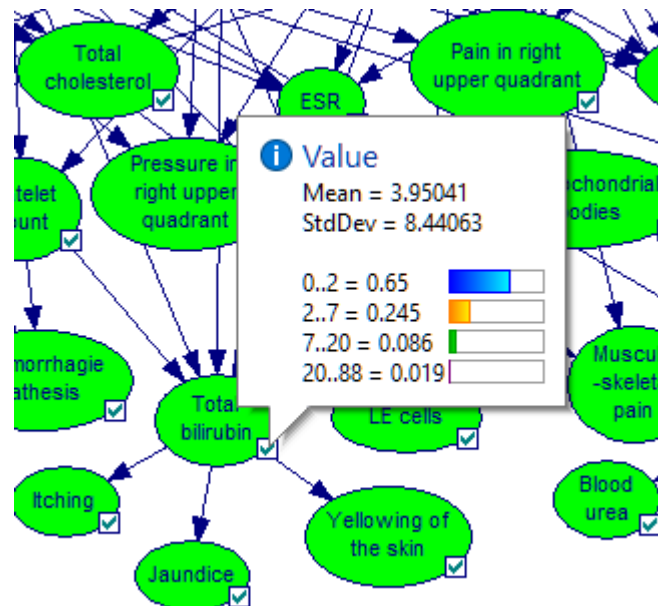 Total
cholesterol
Pain in right
upper quadrant
ESR
Pressure in
right upper
quadrant
Value
Mean = 3.95041
StdDev = 8.44063
0..2 = 0.65
2..7 = 0.245
7..20 = 0.086
20..88 = 0.019
Total
bilirubin
LE cells
-skelet
pain
Itching
Jaundice
Yellowing of
the skin
Blood
urea